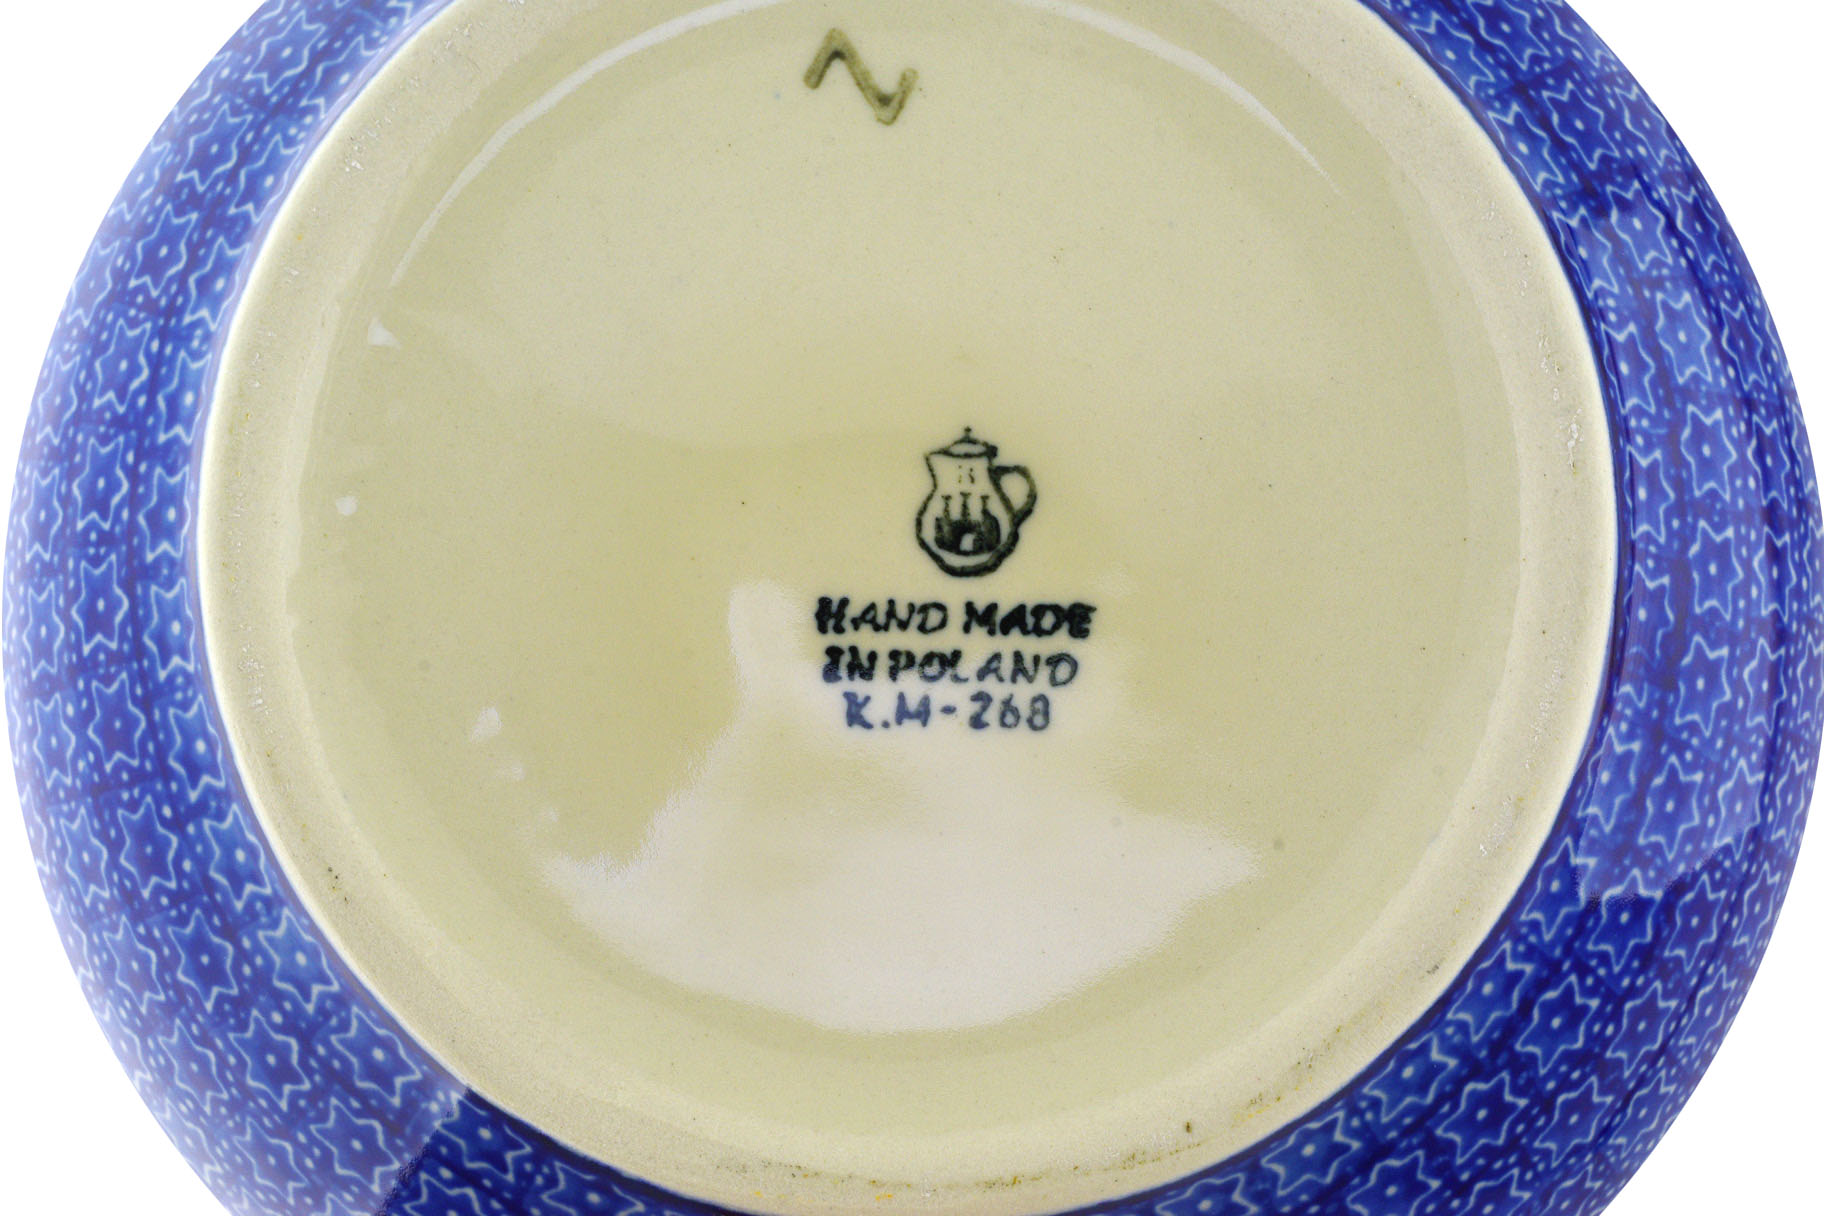 N
HAND MADE
IN POLAND
K.M-268